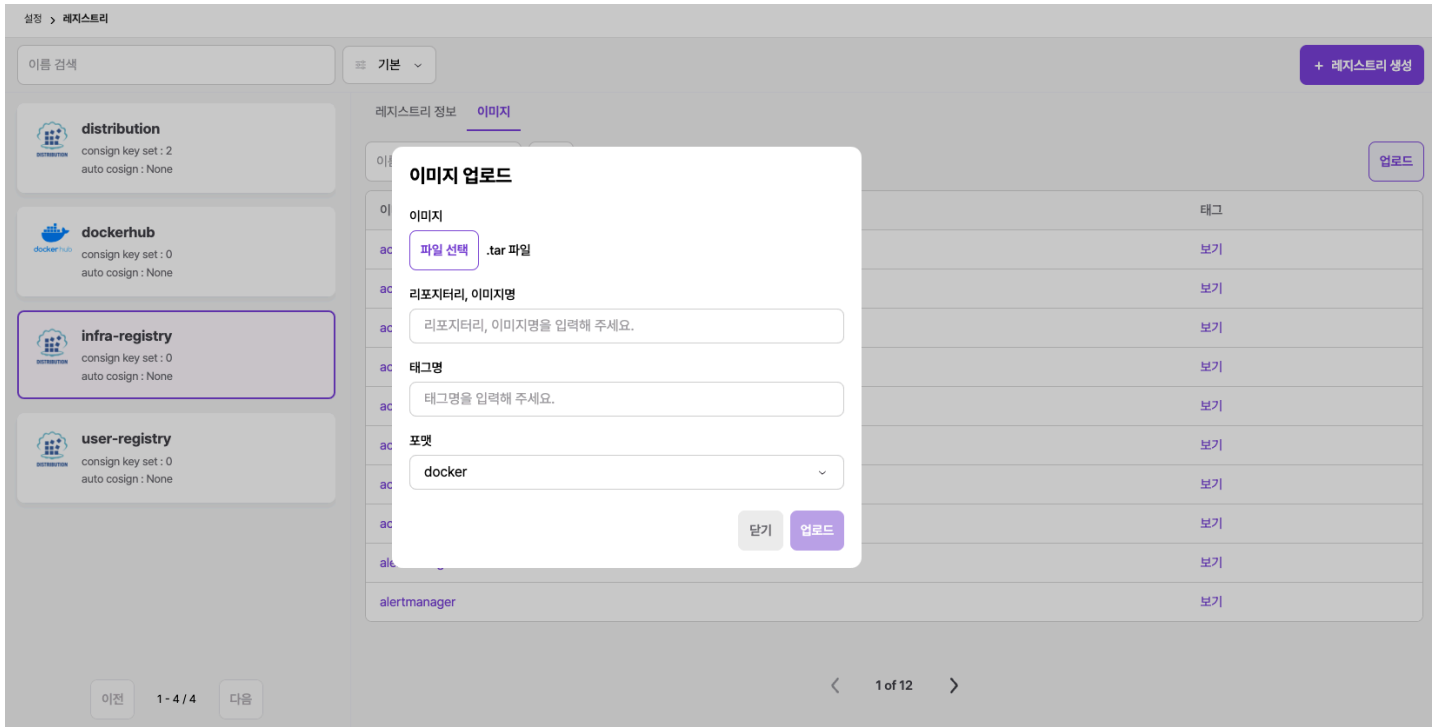 설정 > 레지스트리
이름 검색
기본
+ 레지스트리 생성
distribution
consign key set : 2
auto cosign : None
DISTRIBUTION
dockerhub
consign key set : 0
auto cosign : None
docker hub
infra-registry
consign key set : 0
auto cosign : None
DISTRIBUTION
user-registry
consign key set : 0
auto cosign : None
DISTRIBUTION
이전 1 - 4 / 4 다음
레지스트리 정보 이미지
업로드
태그
보기
보기
보기
보기
보기
보기
보기
보기
보기
alertmanager 보기
1 of 12
이미지 업로드
이미지
파일 선택 .tar 파일
리포지터리, 이미지명
리포지터리, 이미지명을 입력해 주세요.
태그명
태그명을 입력해 주세요.
포맷
docker
닫기 업로드